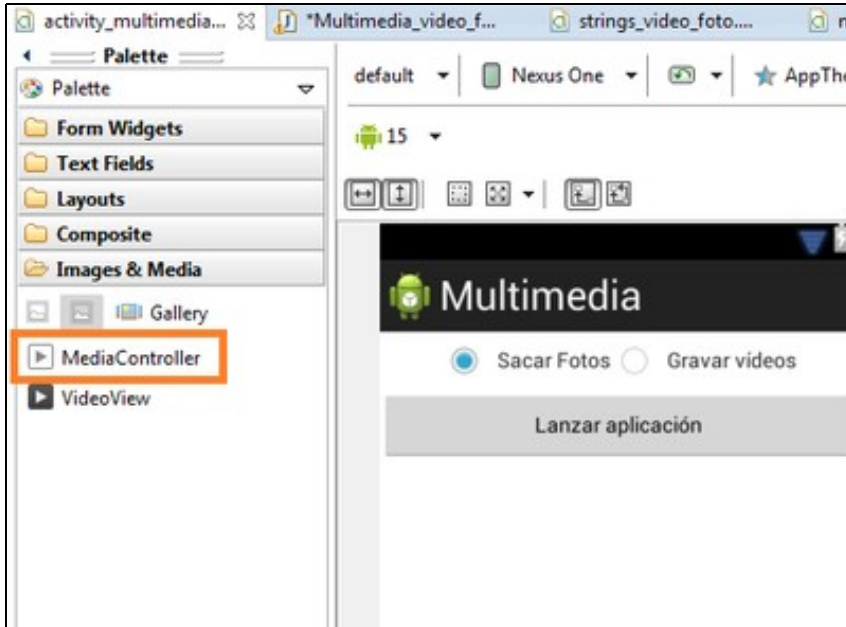 activity_multimedia... *Multimedia_video_f... strings_video_foto....
Palette
Palette
Form Widgets
Text Fields
Layouts
Composite
Images & Media
Gallery
MediaController
VideoView
default Nexus One AppThe
15
Multimedia
Sacar Fotos Gravar vídeos
Lanzar aplicación